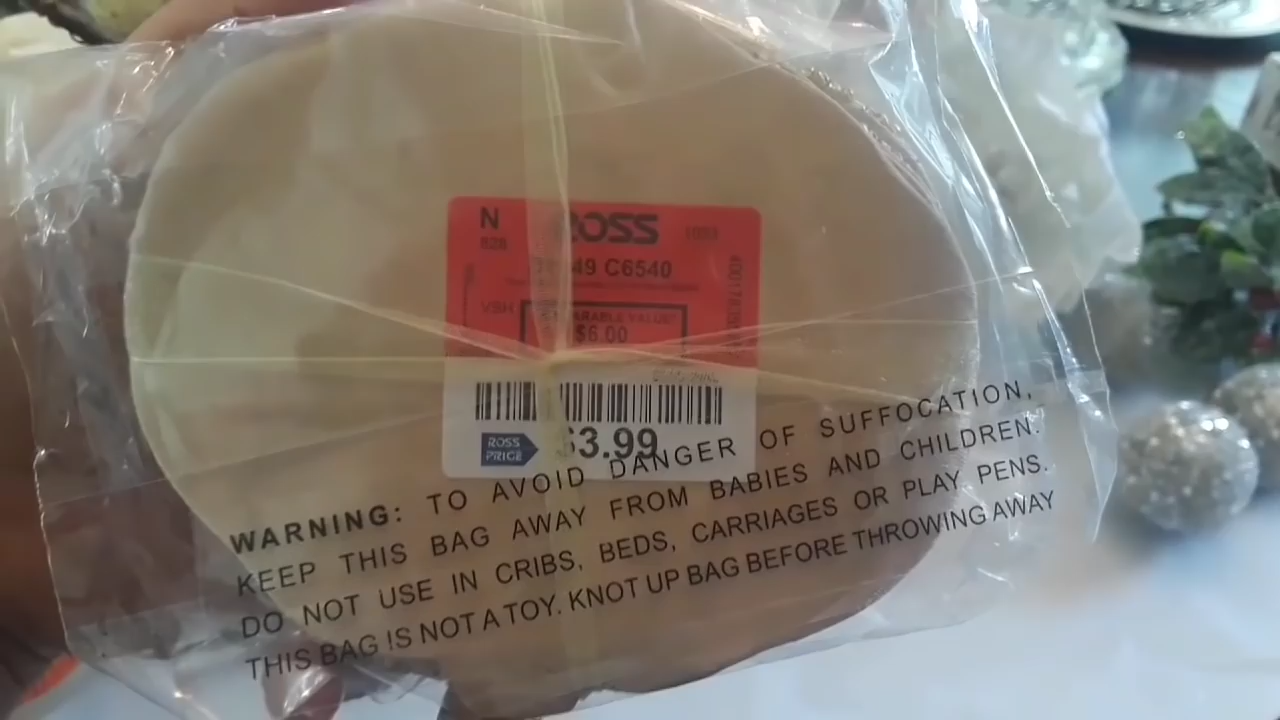 N ROSS
49 C6540
VSH
$6.00
ROSS
PRICE
$3.99
WARNING: TO AVOID DANGER OF SUFFOCATION,
KEEP THIS BAG AWAY FROM BABIES AND CHILDREN.
DO NOT USE IN CRIBS, BEDS, CARRIAGES OR PLAY PENS.
THIS BAG IS NOT A TOY. KNOT UP BAG BEFORE THROWING AWAY